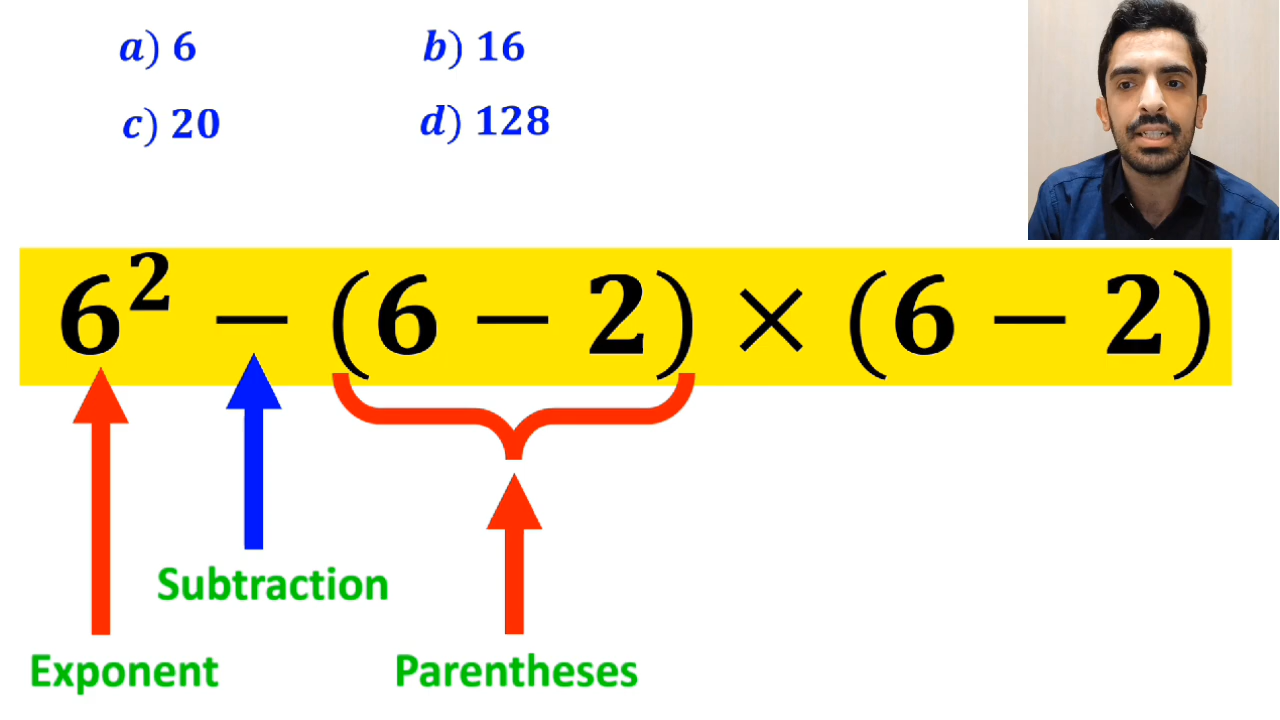 a) 6 b) 16
c) 20 d) 128
6² − (6 − 2) × (6 − 2)
Subtraction
Exponent Parentheses